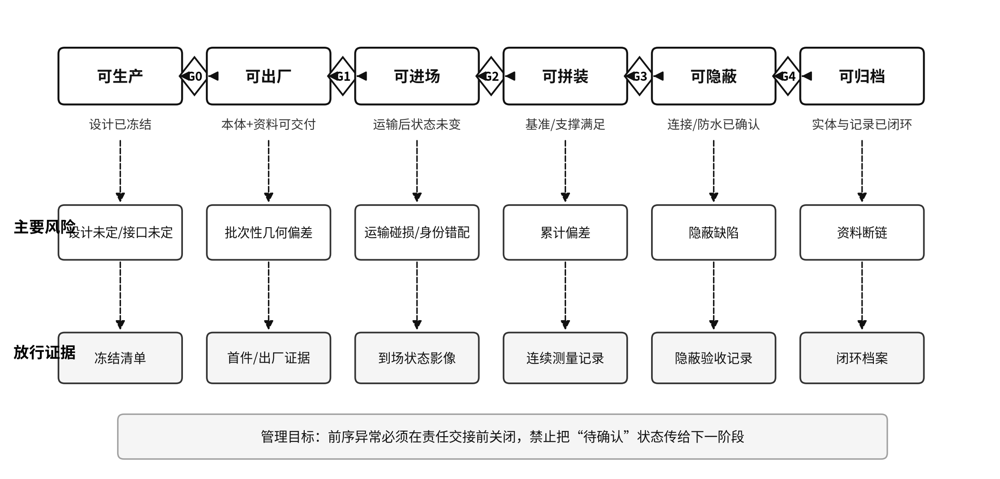 可生产
G0
可出厂
G1
可进场
G2
可拼装
G3
可隐蔽
G4
可归档
设计已冻结
本体+资料可交付
运输后状态未变
基准/支撑满足
连接/防水已确认
实体与记录已闭环
主要风险
设计未定/接口未定
批次性几何偏差
运输碰损/身份错配
累计偏差
隐蔽缺陷
资料断链
放行证据
冻结清单
首件/出厂证据
到场状态影像
连续测量记录
隐蔽验收记录
闭环档案
管理目标：前序异常必须在责任交接前关闭，禁止把“待确认”状态传给下一阶段